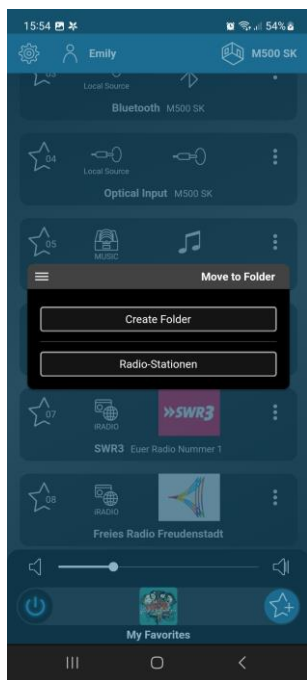 15:54 54%
Emily M500 SK
03
Local Source
Bluetooth M500 SK
04
Local Source
Optical Input M500 SK
05
MUSIC
Move to Folder
Create Folder
Radio-Stationen
07
IRADIO
»SWR3
SWR3 Euer Radio Nummer 1
08
IRADIO
Freies Radio Freudenstadt
My Favorites